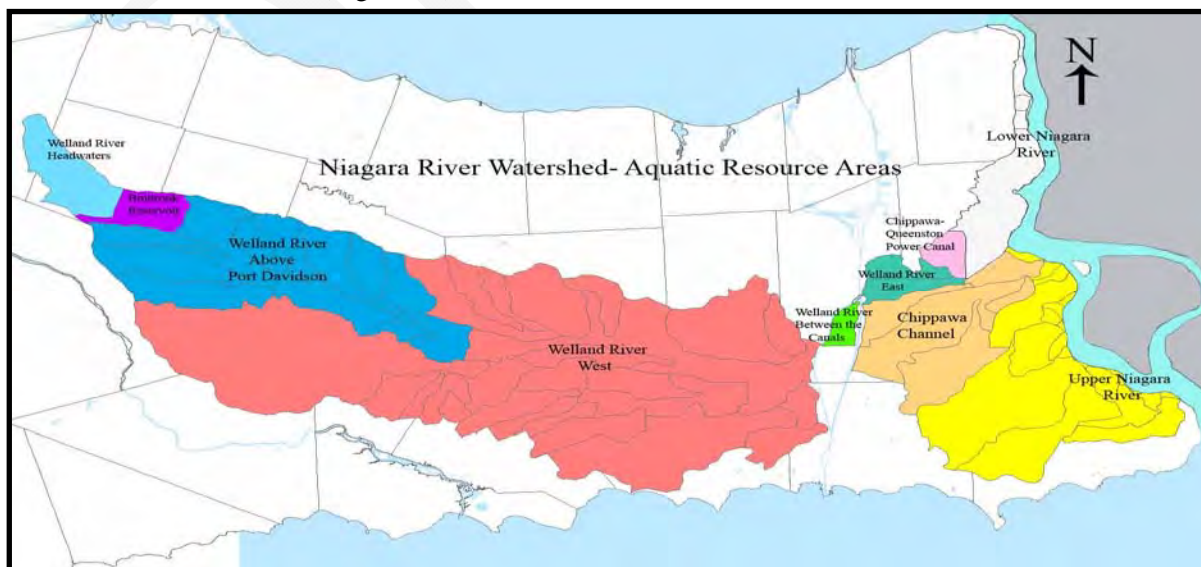 N
Lower Niagara
River
Welland River
Headwaters
Niagara River Watershed- Aquatic Resource Areas
Reservoir
Chippawa-
Queenston
Power Canal
Welland River
Above
Port Davidson
Welland River
East
Welland River
Between the
Canals
Chippawa
Channel
Welland River
West
Upper Niagara
River